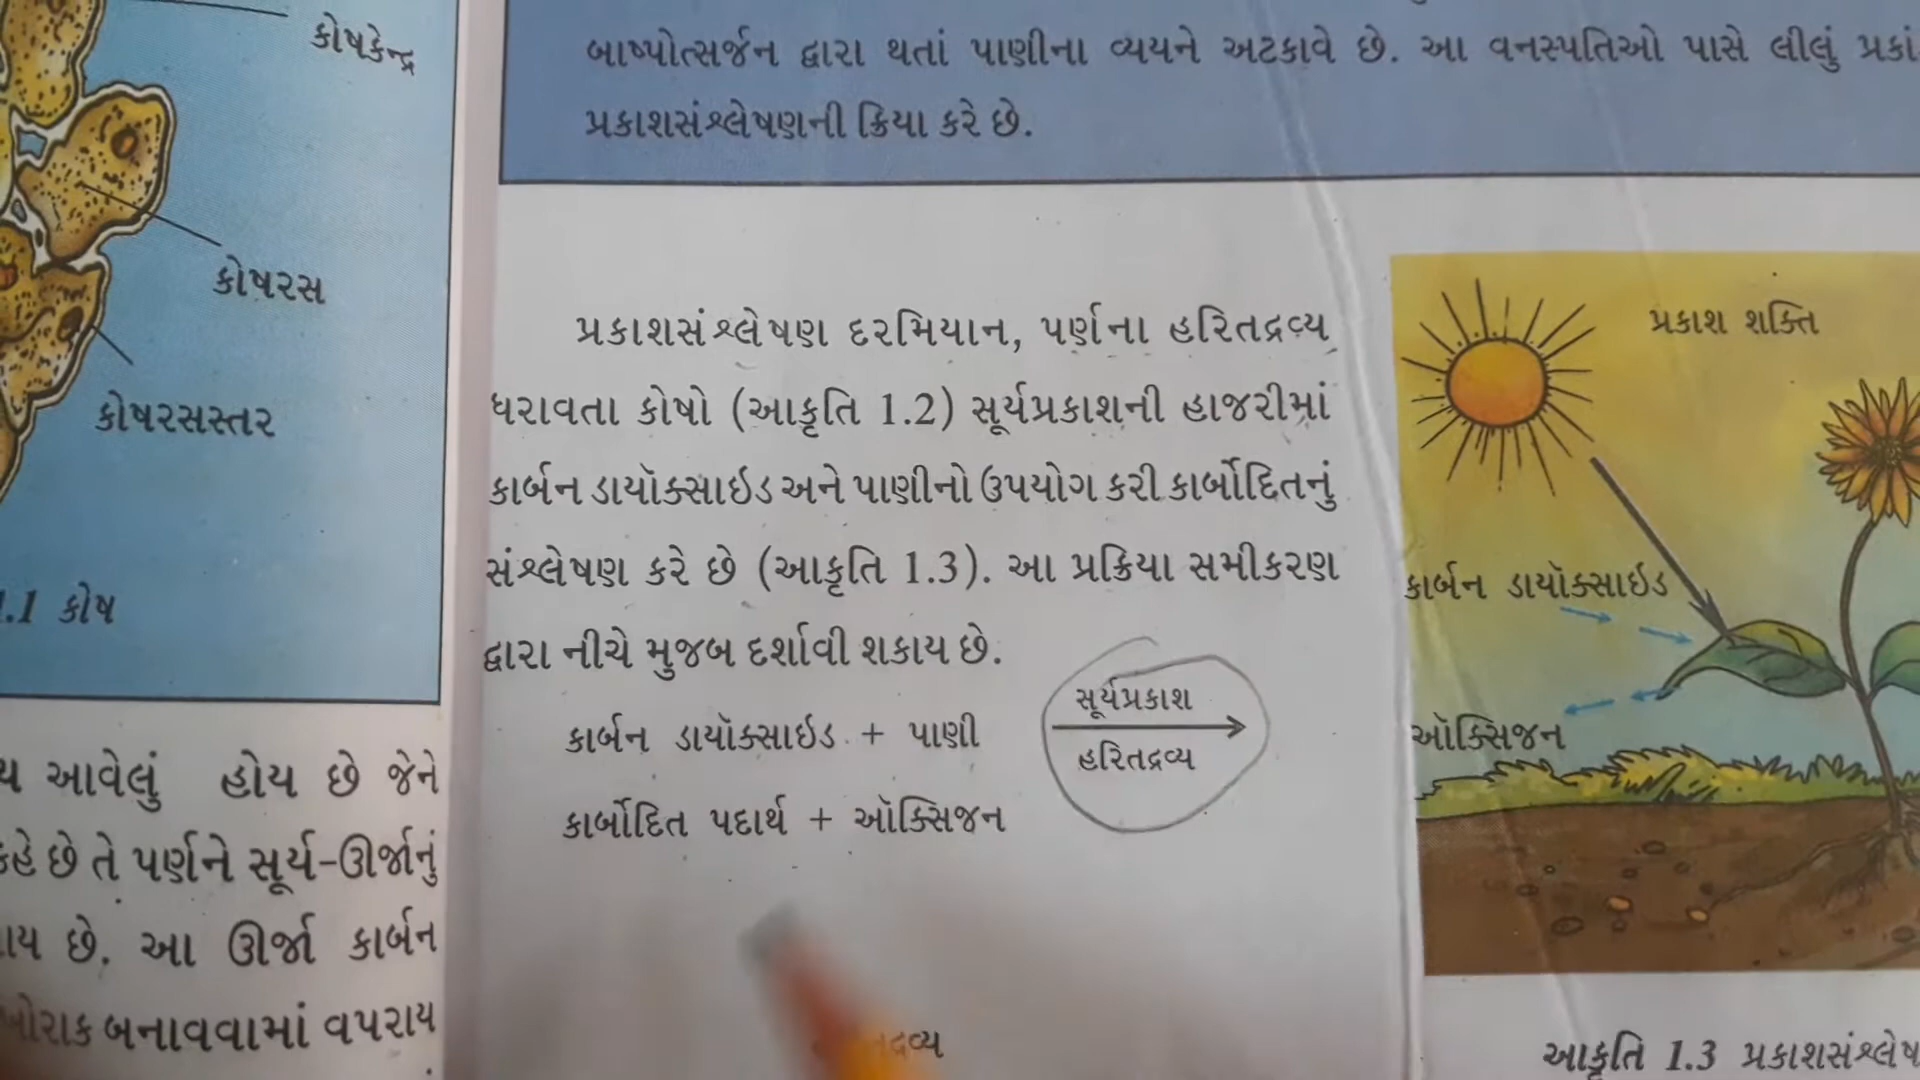 કોષકેન્દ્ર
કોષરસ
કોષરસસ્તર
.1 કોષ
આવેલું હોય છે જેને
છે તે પર્ણને સૂર્ય-ઊર્જાનું
છે. આ ઊર્જા કાર્બન
બનાવવામાં વપરાય
બાષ્પોત્સર્જન દ્વારા થતાં પાણીના વ્યયને અટકાવે છે. આ વનસ્પતિઓ પાસે લીલું
પ્રકાશસંશ્લેષણની ક્રિયા કરે છે.
પ્રકાશસંશ્લેષણ દરમિયાન, પર્ણના હરિતદ્રવ્ય
ધરાવતા કોષો (આકૃતિ 1.2) સૂર્યપ્રકાશની હાજરીમાં
કાર્બન ડાયૉક્સાઇડ અને પાણીનો ઉપયોગ કરી કાર્બોદિતનું
સંશ્લેષણ કરે છે (આકૃતિ 1.3). આ પ્રક્રિયા સમીકરણ
દ્વારા નીચે મુજબ દર્શાવી શકાય છે.
કાર્બન ડાયૉક્સાઇડ + પાણી
સૂર્યપ્રકાશ
હરિતદ્રવ્ય
કાર્બોદિત પદાર્થ + ઑક્સિજન
પ્રકાશ શક્તિ
કાર્બન ડાયૉક્સાઇડ
ઑક્સિજન
આકૃતિ 1.3